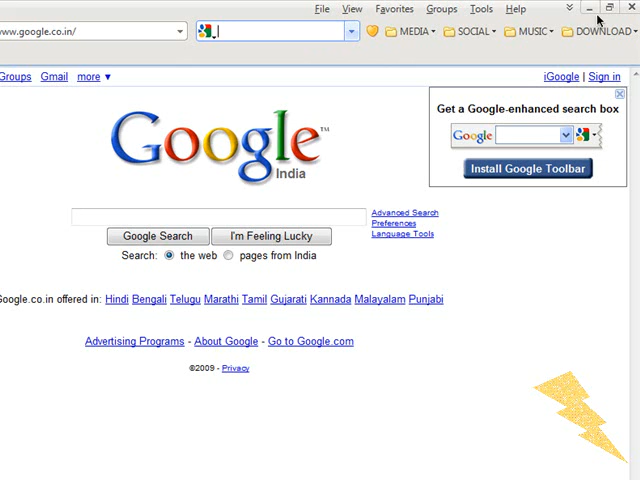 File View Favorites Groups Tools Help
www.google.co.in/
MEDIA SOCIAL MUSIC DOWNLOAD
Groups Gmail more ▼ iGoogle | Sign in
Get a Google-enhanced search box
Google
Install Google Toolbar
Google™
India
Advanced Search
Preferences
Language Tools
Google Search I'm Feeling Lucky
Search: the web pages from India
Google.co.in offered in: Hindi Bengali Telugu Marathi Tamil Gujarati Kannada Malayalam Punjabi
Advertising Programs - About Google - Go to Google.com
©2009 - Privacy